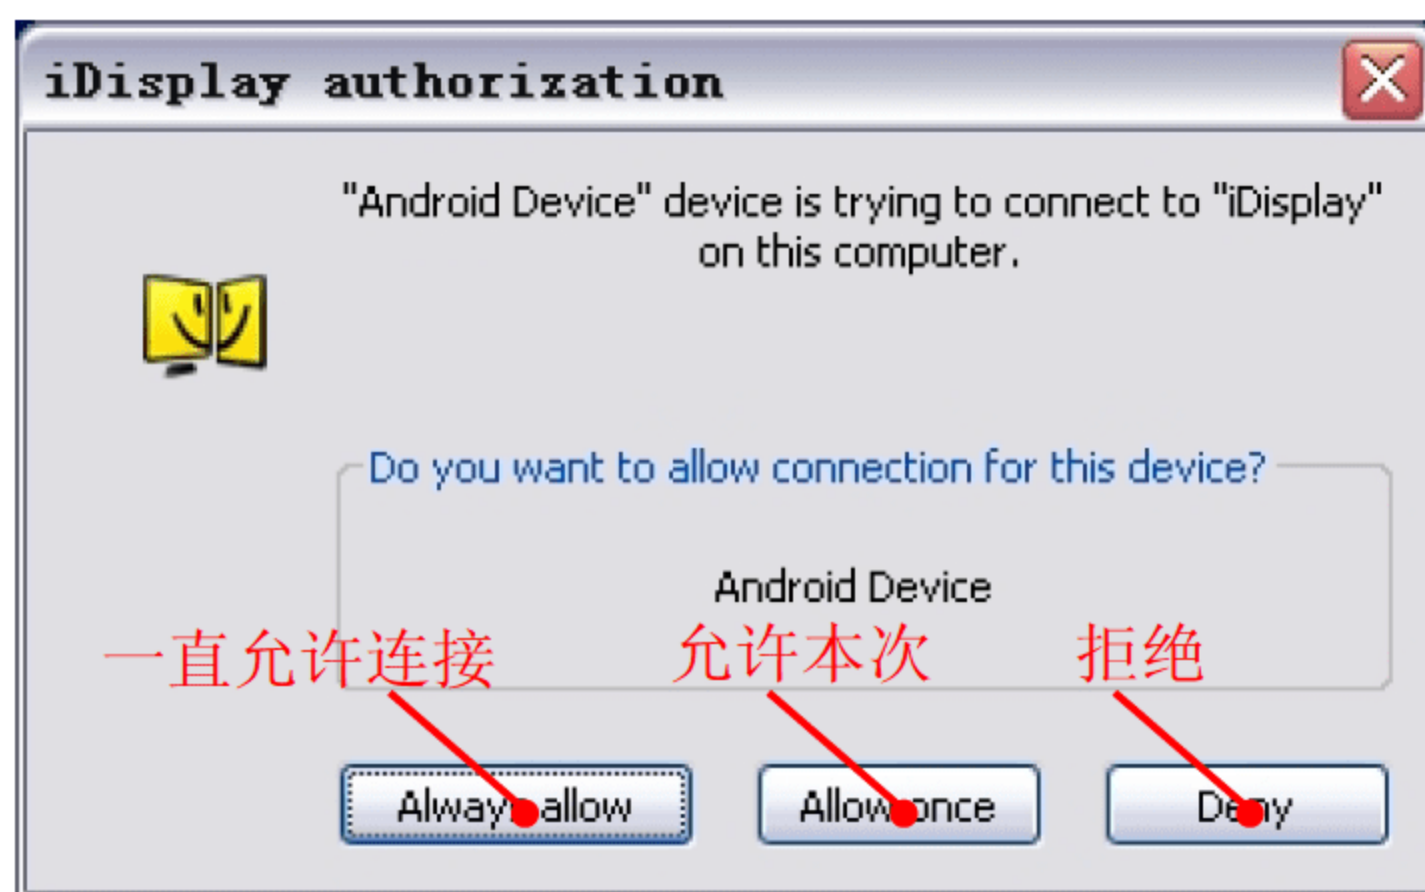 iDisplay authorization
"Android Device" device is trying to connect to "iDisplay"
on this computer.
Do you want to allow connection for this device?
Android Device
一直允许连接 允许本次 拒绝
Always allow Allow once Deny